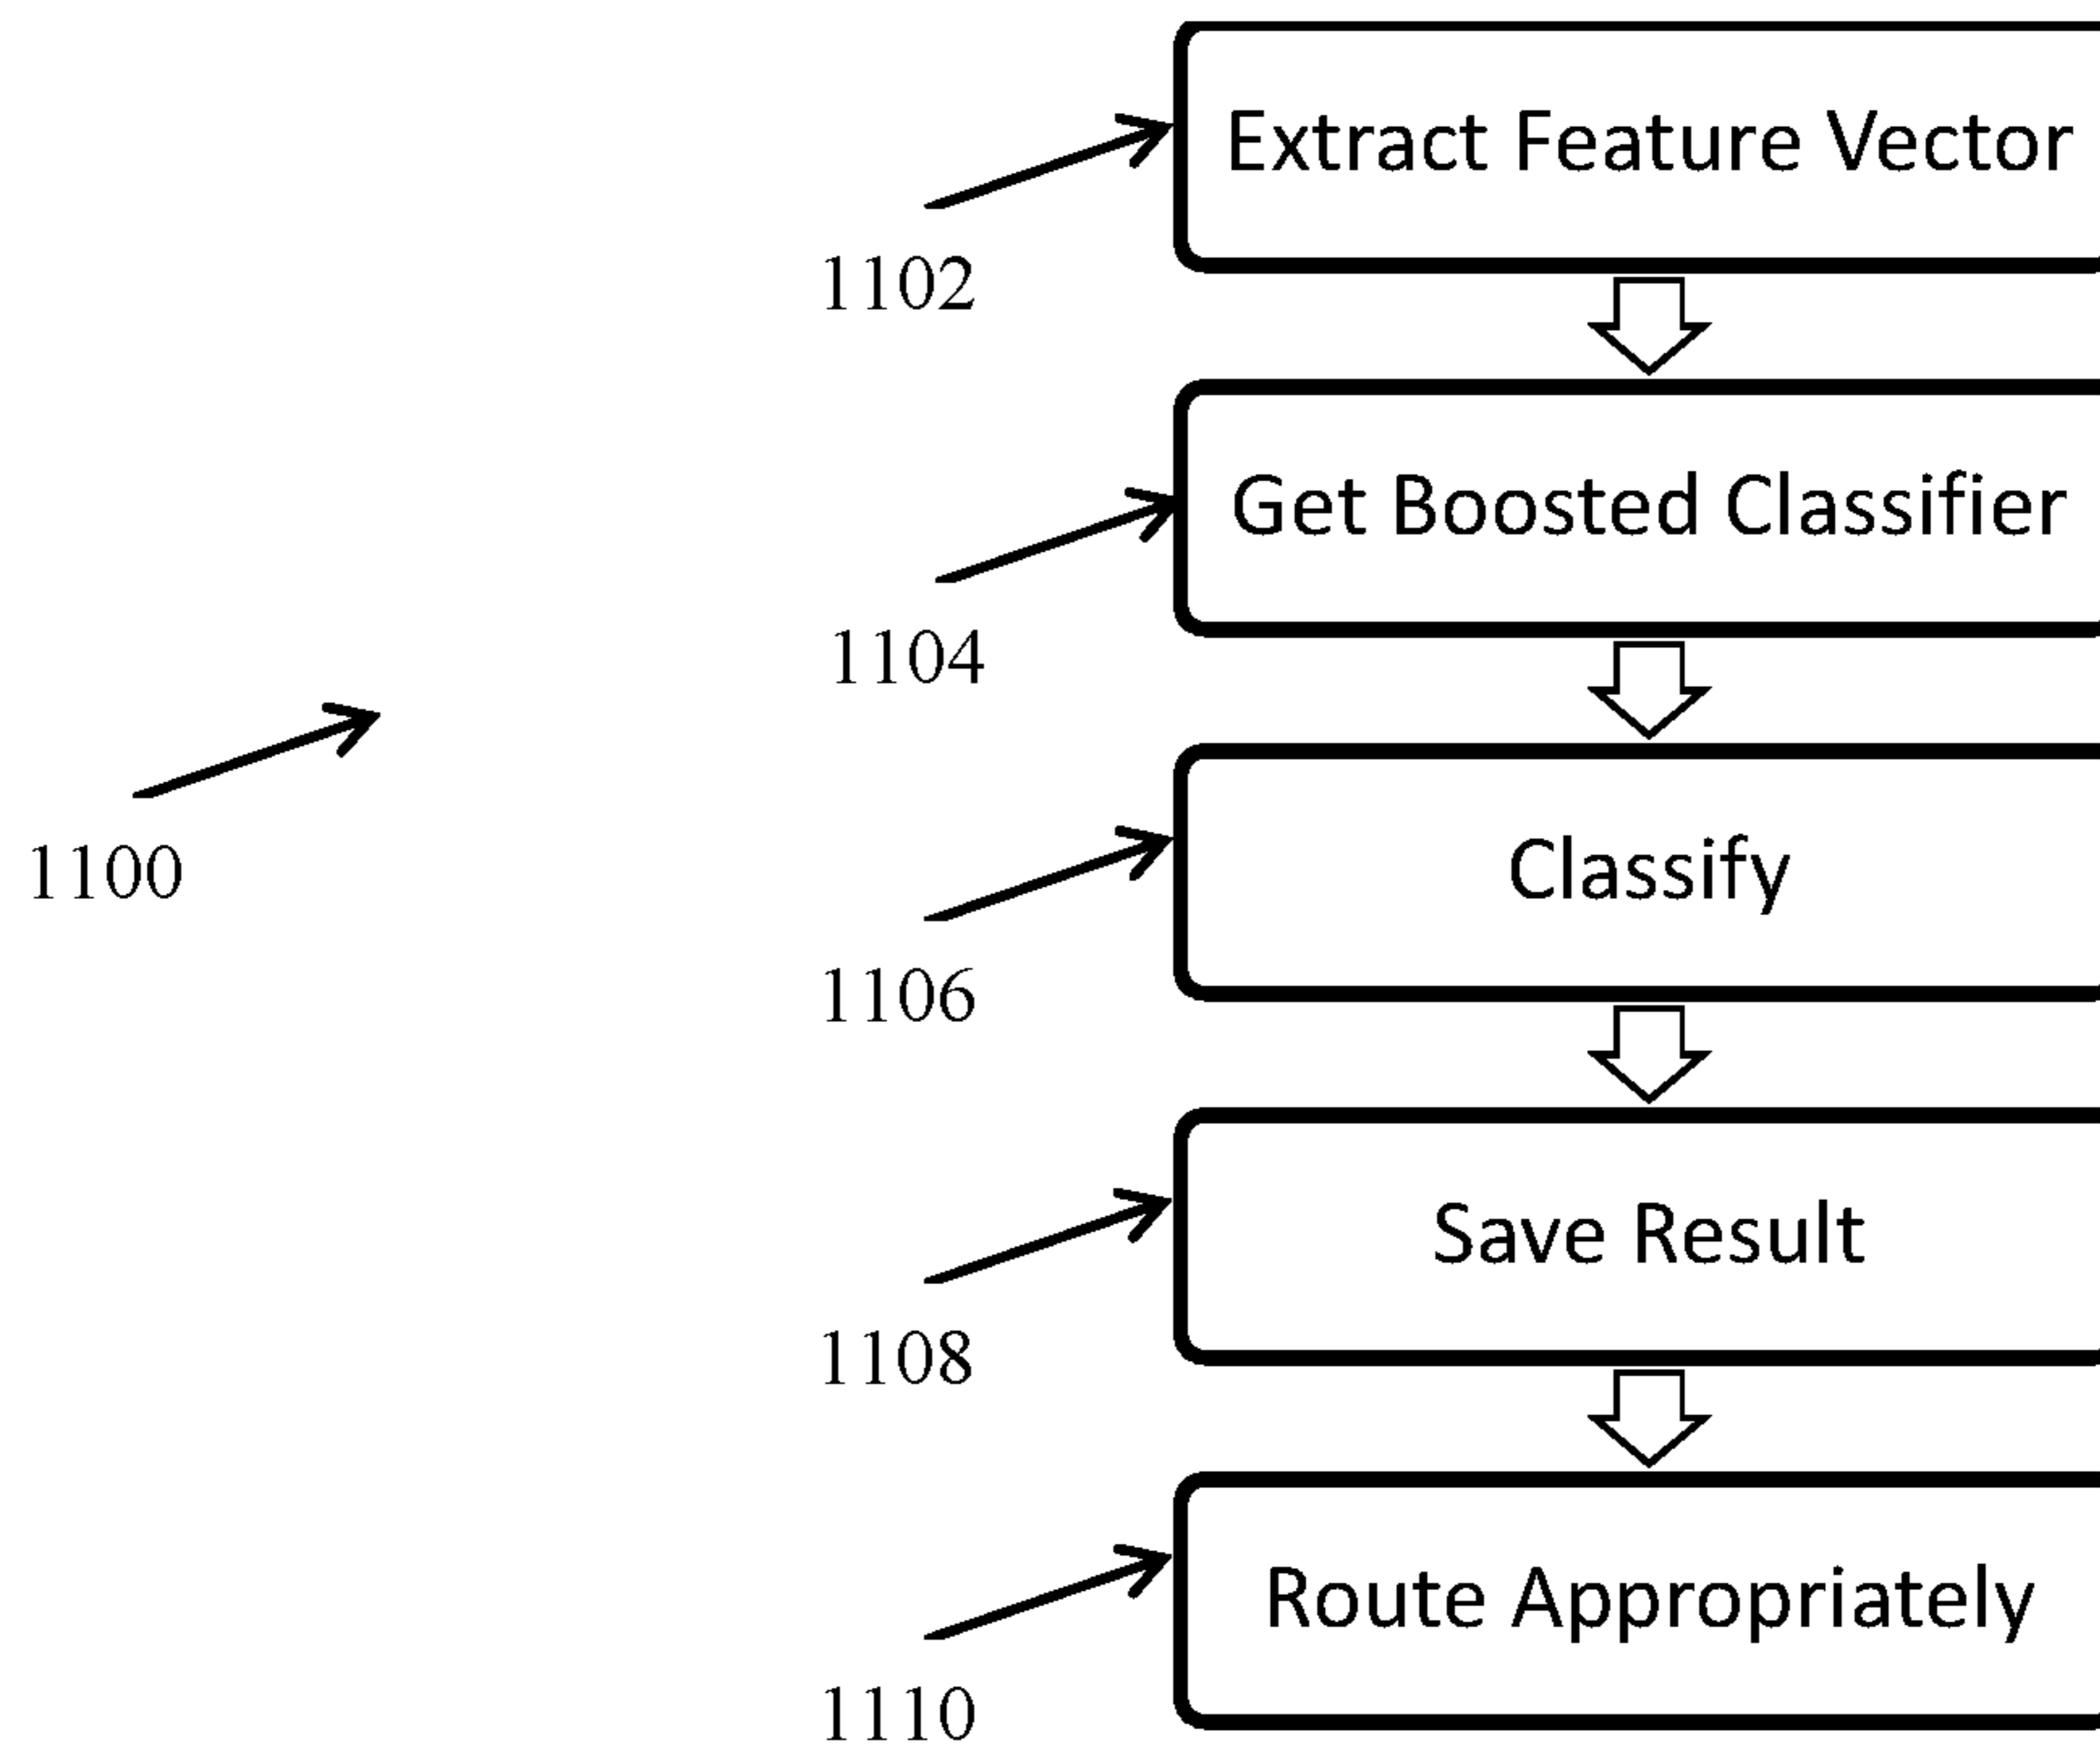 Extract Feature Vector
1102
Get Boosted Classifier
1104
1100
Classify
1106
Save Result
1108
Route Appropriately
1110